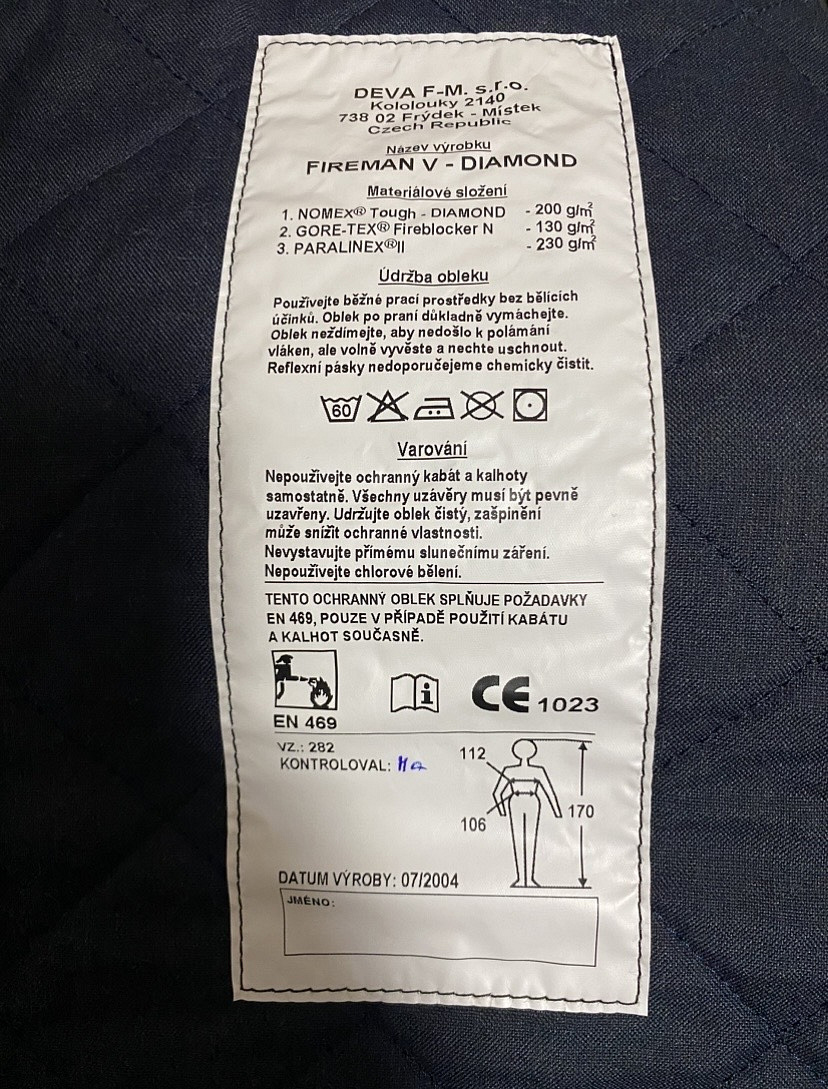 DEVA F-M. s.r.o.
Kololouky 2140
738 02 Frýdek - Místek
Czech Republic
Název výrobku
FIREMAN V - DIAMOND
Materiálové složení
1. NOMEX® Tough - DIAMOND - 200 g/m²
2. GORE-TEX® Fireblocker N - 130 g/m²
3. PARALINEX®II - 230 g/m²
Údržba obleku
Používejte běžné prací prostředky bez bělících
účinků. Oblek po praní důkladně vymáchejte.
Oblek neždímejte, aby nedošlo k polámání
vláken, ale volně vyvěste a nechte uschnout.
Reflexní pásky nedoporučejeme chemicky čistit.
60
Varování
Nepoužívejte ochranný kabát a kalhoty
samostatně. Všechny uzávěry musí být pevně
uzavřeny. Udržujte oblek čistý, zašpinění
může snížit ochranné vlastnosti.
Nevystavujte přímému slunečnímu záření.
Nepoužívejte chlorové bělení.
TENTO OCHRANNÝ OBLEK SPLŇUJE POŽADAVKY
EN 469, POUZE V PŘÍPADĚ POUŽITÍ KABÁTU
A KALHOT SOUČASNĚ.
i
CE 1023
EN 469
VZ.: 282
KONTROLOVAL:
112
170
106
DATUM VÝROBY: 07/2004
JMÉNO: